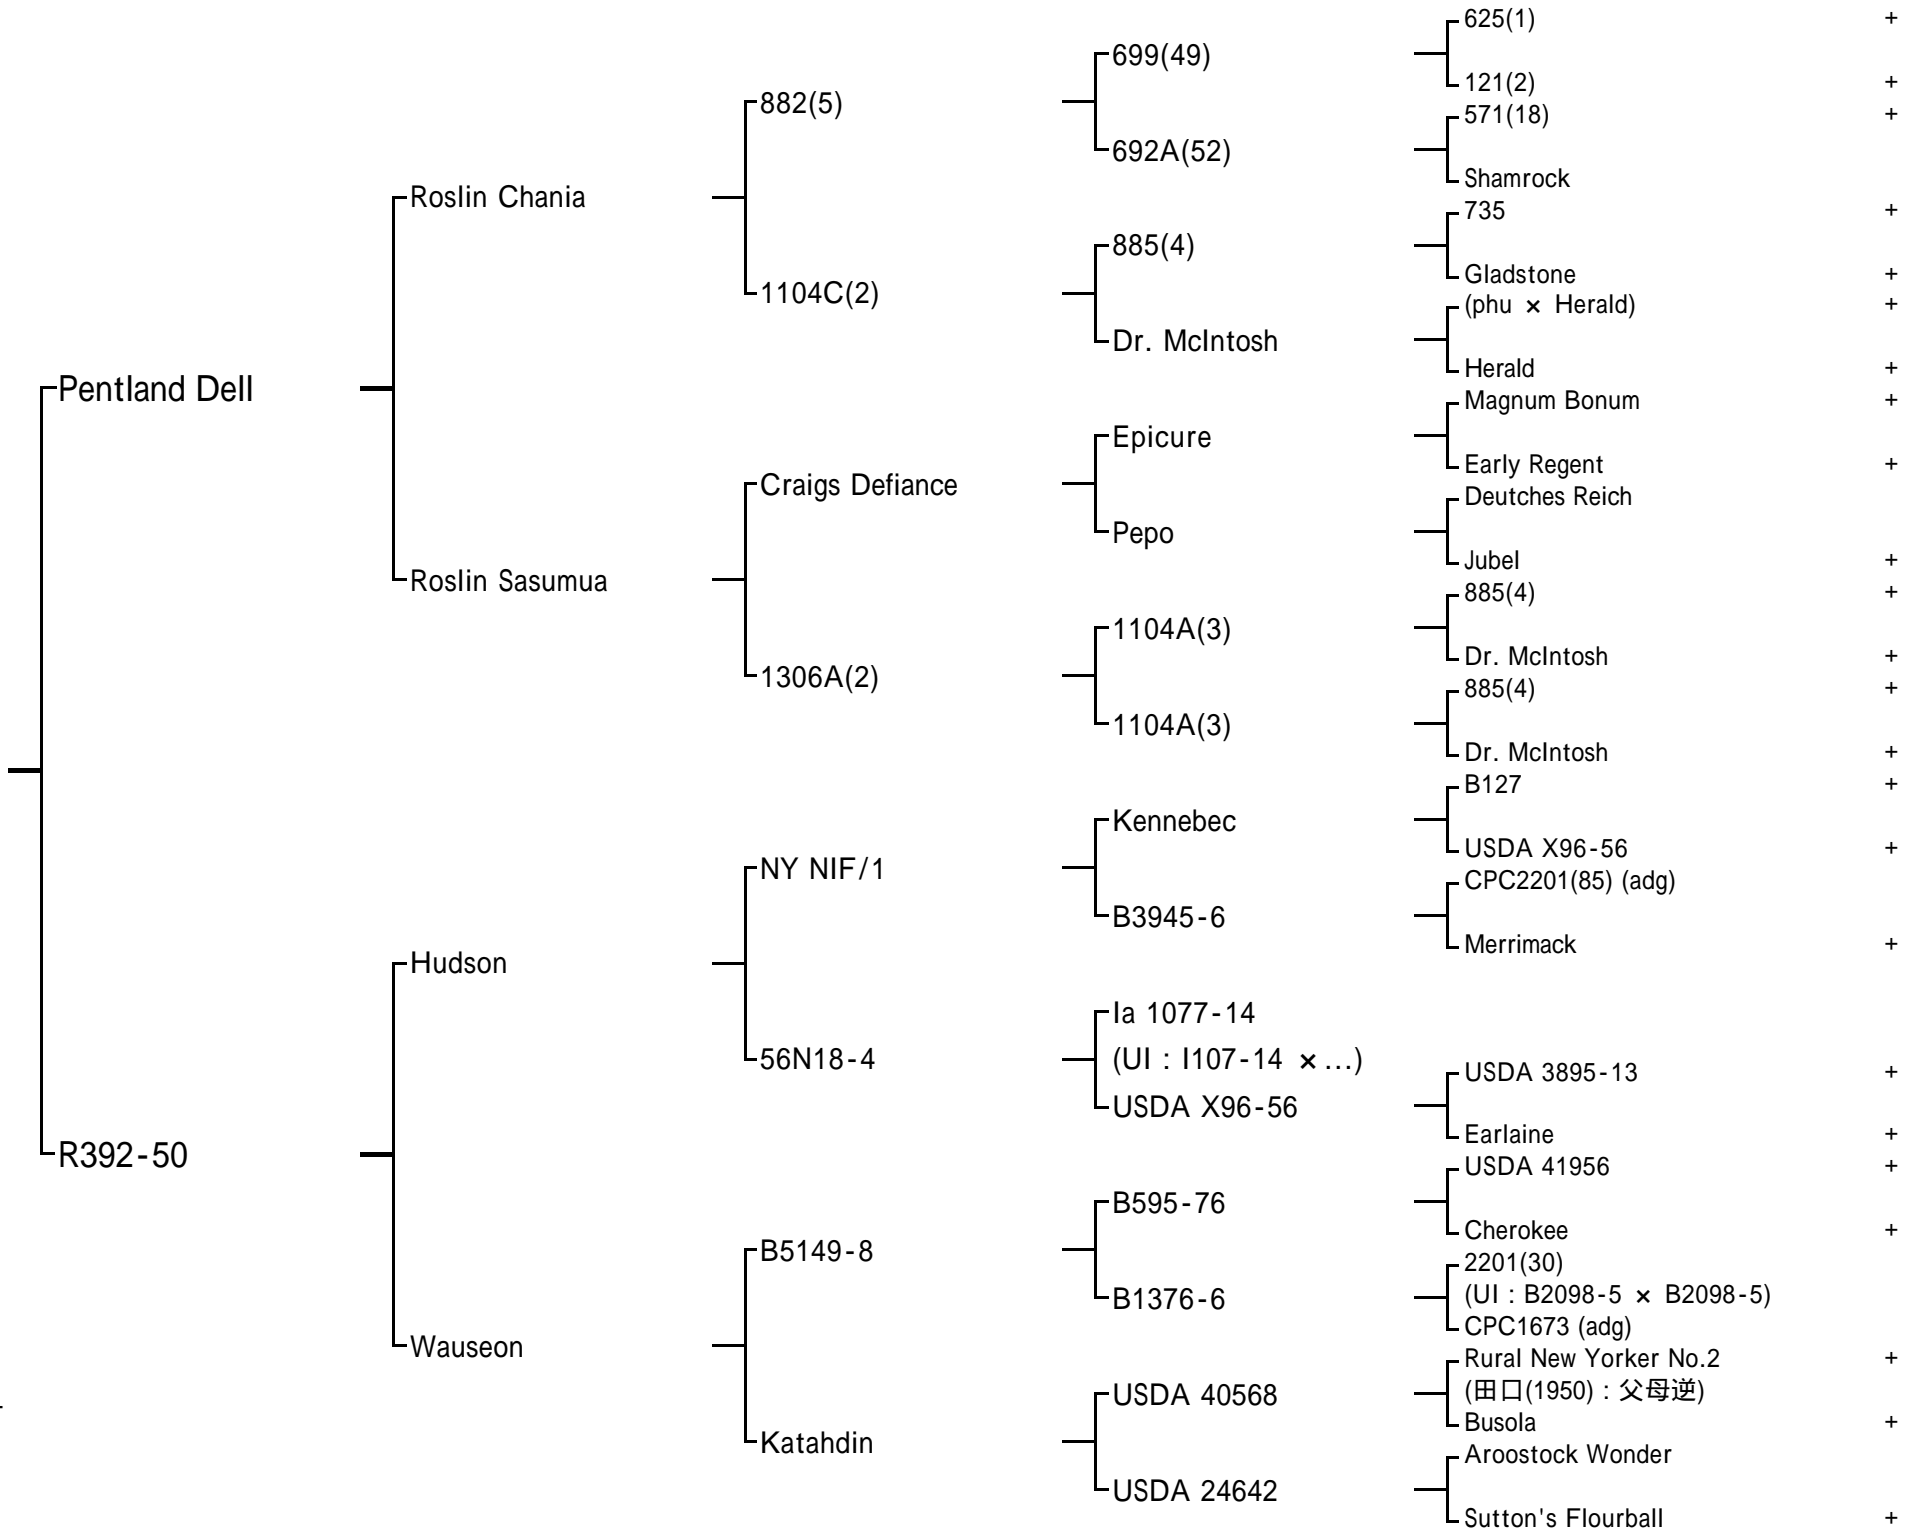 625(1) +
699(49)
121(2) +
882(5)
571(18) +
692A(52)
Shamrock
Roslin Chania
735 +
885(4)
Gladstone +
1104C(2)
(phu × Herald) +
Dr. McIntosh
Herald +
Pentland Dell
Magnum Bonum +
Epicure
Early Regent +
Craigs Defiance
Deutches Reich
Pepo
Jubel +
Roslin Sasumua
885(4) +
1104A(3)
Dr. McIntosh +
1306A(2)
885(4) +
1104A(3)
Dr. McIntosh +
B127 +
Kennebec
USDA X96-56 +
NY NIF/1
CPC2201(85) (adg)
B3945-6
Merrimack +
Hudson
Ia 1077-14
56N18-4
(UI : I107-14 ×...)
USDA 3895-13 +
USDA X96-56
Earlaine +
R392-50
USDA 41956 +
B595-76
Cherokee +
B5149-8
2201(30)
(UI : B2098-5 × B2098-5)
B1376-6
CPC1673 (adg)
Wauseon
Rural New Yorker No.2 +
(田口(1950) : 父母逆)
USDA 40568
Busola +
Katahdin
Aroostock Wonder
USDA 24642
Sutton's Flourball +